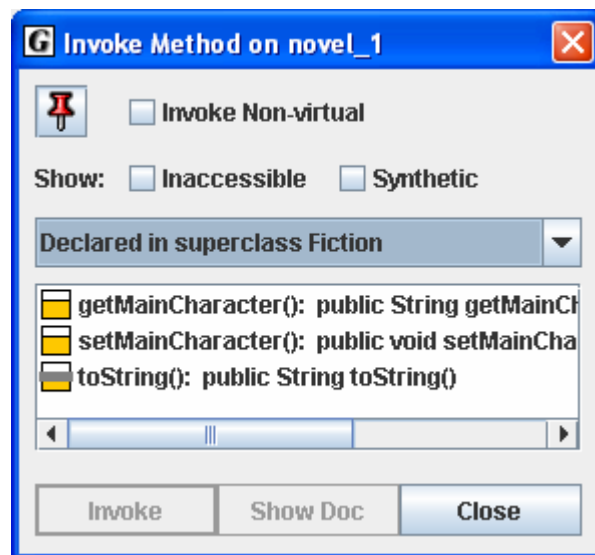 G Invoke Method on novel_1
Invoke Non-virtual
Show: Inaccessible Synthetic
Declared in superclass Fiction
getMainCharacter(): public String getMainCh
setMainCharacter(): public void setMainCha
toString(): public String toString()
Invoke Show Doc Close